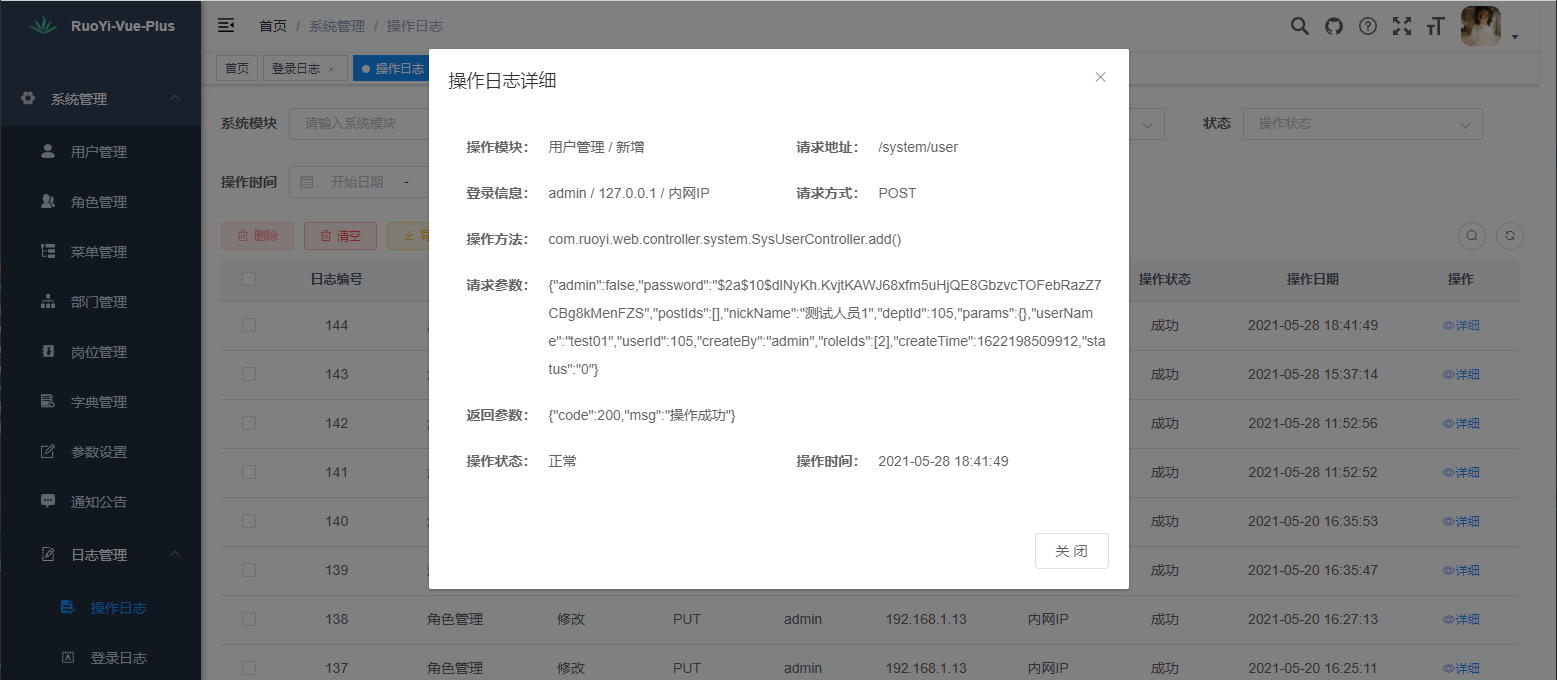 RuoYi-Vue-Plus
首页 / 系统管理 / 操作日志
首页
登录日志 ×
操作日志
系统管理
用户管理
角色管理
菜单管理
部门管理
岗位管理
字典管理
参数设置
通知公告
日志管理
操作日志
登录日志
系统模块 请输入系统模块
状态 操作状态
操作时间 开始日期 -
删除 清空
日志编号 操作状态 操作日期 操作
144 成功 2021-05-28 18:41:49 详细
143 成功 2021-05-28 15:37:14 详细
142 成功 2021-05-28 11:52:56 详细
141 成功 2021-05-28 11:52:52 详细
140 成功 2021-05-20 16:35:53 详细
139 成功 2021-05-20 16:35:47 详细
138 角色管理 修改 PUT admin 192.168.1.13 内网IP 成功 2021-05-20 16:27:13 详细
137 角色管理 修改 PUT admin 192.168.1.13 内网IP 成功 2021-05-20 16:25:11 详细
操作日志详细
操作模块： 用户管理 / 新增 请求地址： /system/user
登录信息： admin / 127.0.0.1 / 内网IP 请求方式： POST
操作方法： com.ruoyi.web.controller.system.SysUserController.add()
请求参数： {"admin":false,"password":"$2a$10$dlNyKh.KvjtKAWJ68xfm5uHjQE8GbzvcTOFebRazZ7
CBg8kMenFZS","postIds":[],"nickName":"测试人员1","deptId":105,"params":{},"userNam
e":"test01","userId":105,"createBy":"admin","roleIds":[2],"createTime":1622198509912,"sta
tus":"0"}
返回参数： {"code":200,"msg":"操作成功"}
操作状态： 正常 操作时间： 2021-05-28 18:41:49
关 闭